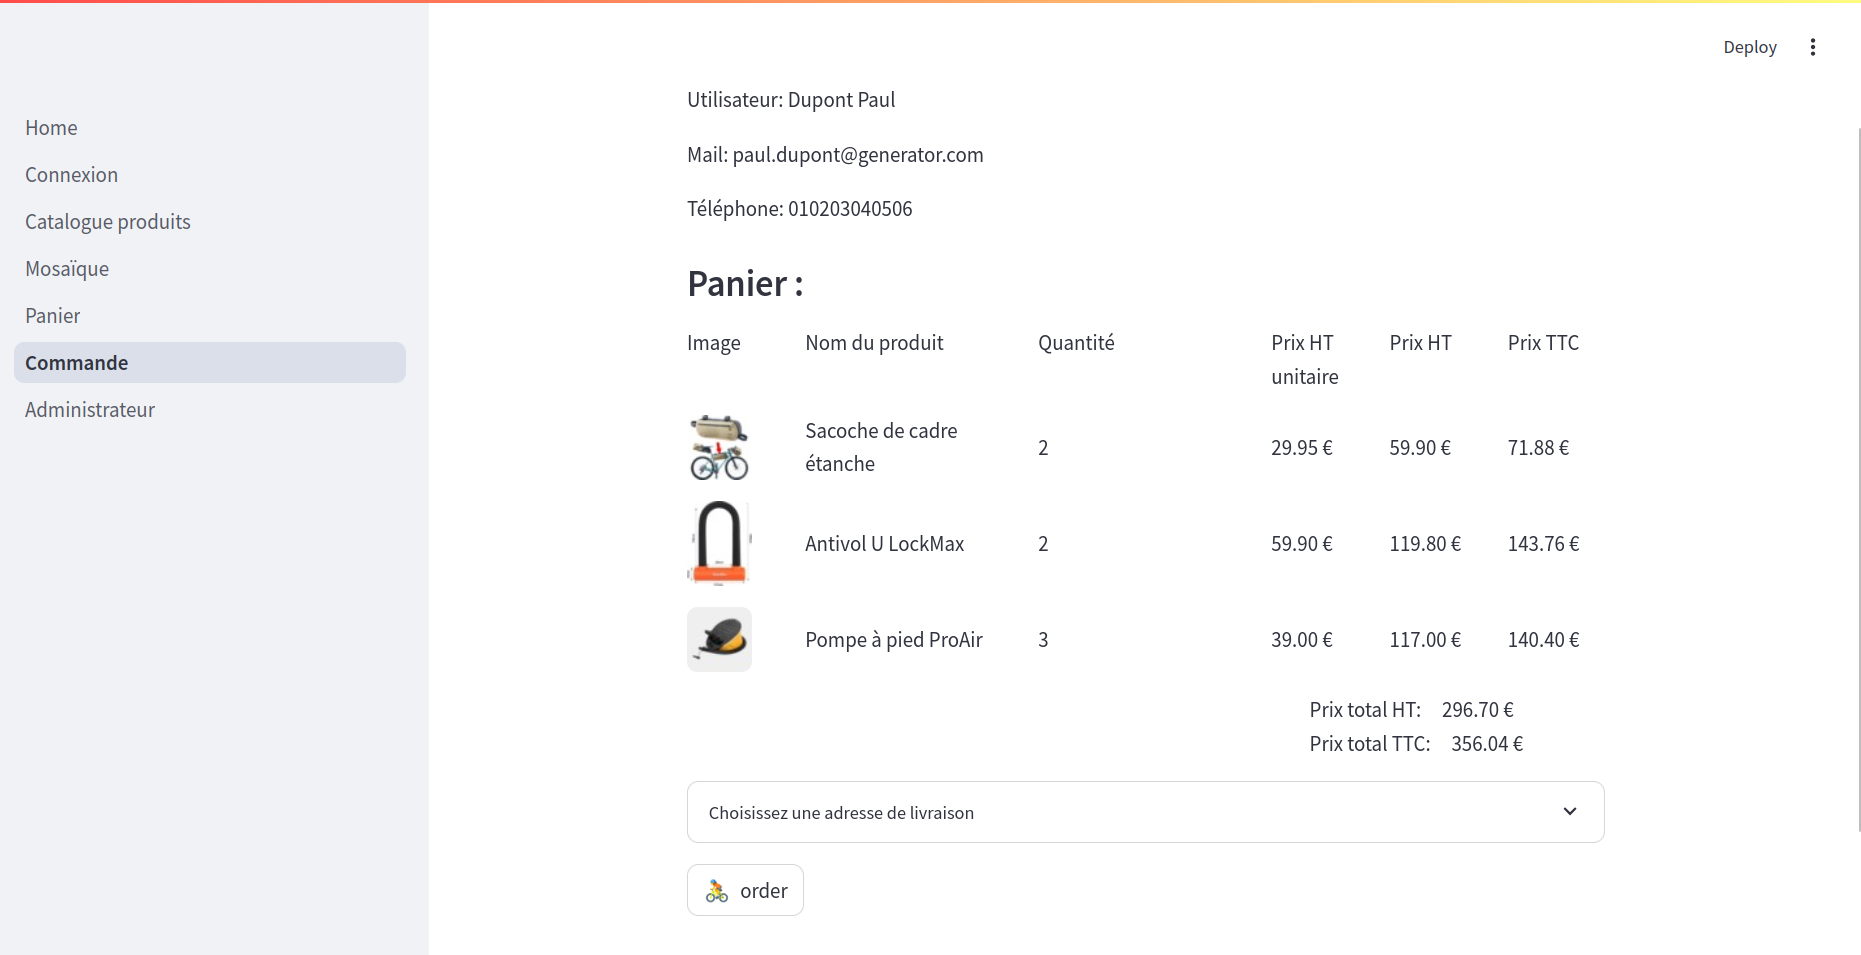 Deploy
Home
Connexion
Catalogue produits
Mosaïque
Panier
Commande
Administrateur
Utilisateur: Dupont Paul
Mail: paul.dupont@generator.com
Téléphone: 010203040506
Panier :
Image Nom du produit Quantité Prix HT unitaire Prix HT Prix TTC
Sacoche de cadre étanche 2 29.95 € 59.90 € 71.88 €
Antivol U LockMax 2 59.90 € 119.80 € 143.76 €
Pompe à pied ProAir 3 39.00 € 117.00 € 140.40 €
Prix total HT: 296.70 €
Prix total TTC: 356.04 €
Choisissez une adresse de livraison
order